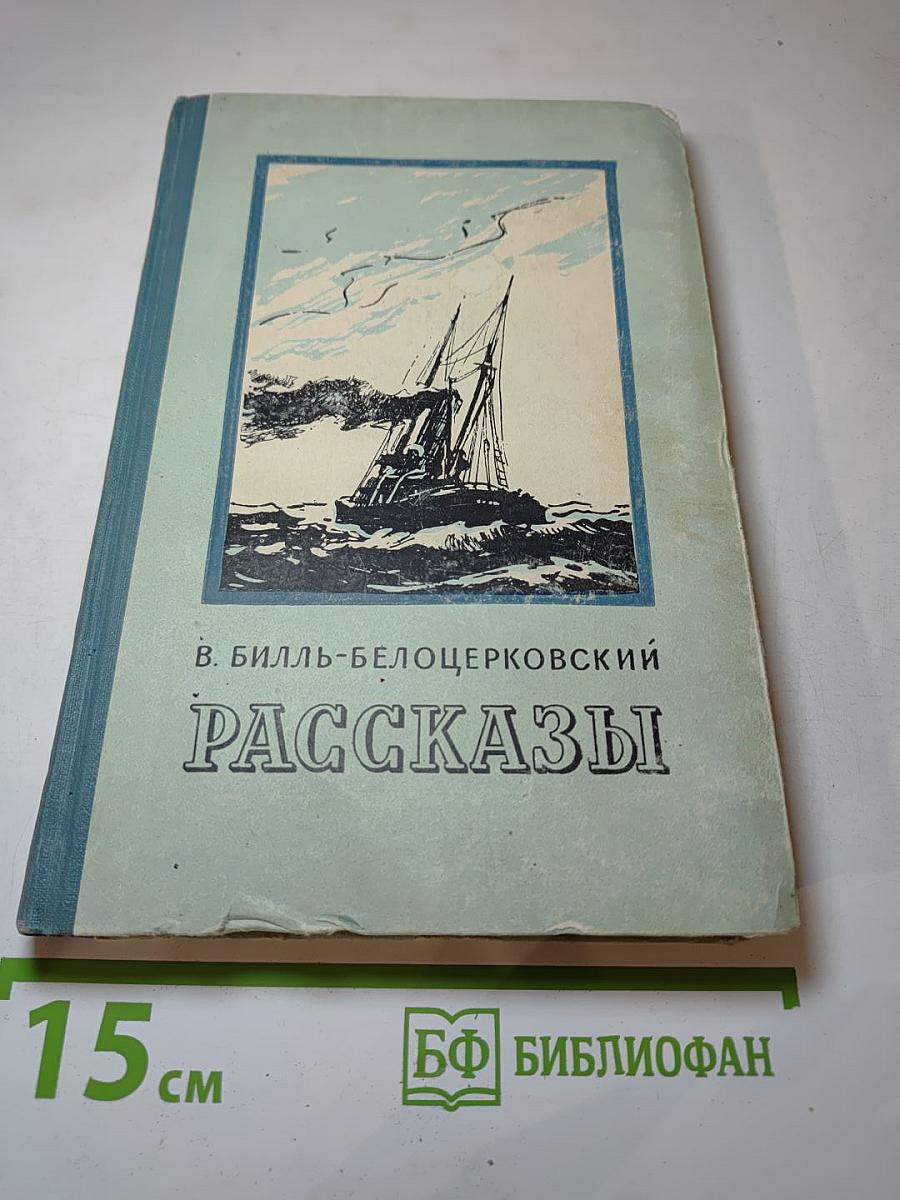 В. БИЛЛЬ-БЕЛОЦЕРКОВСКИЙ
РАССКАЗЫ
15 см
БФ БИБЛИОФАН